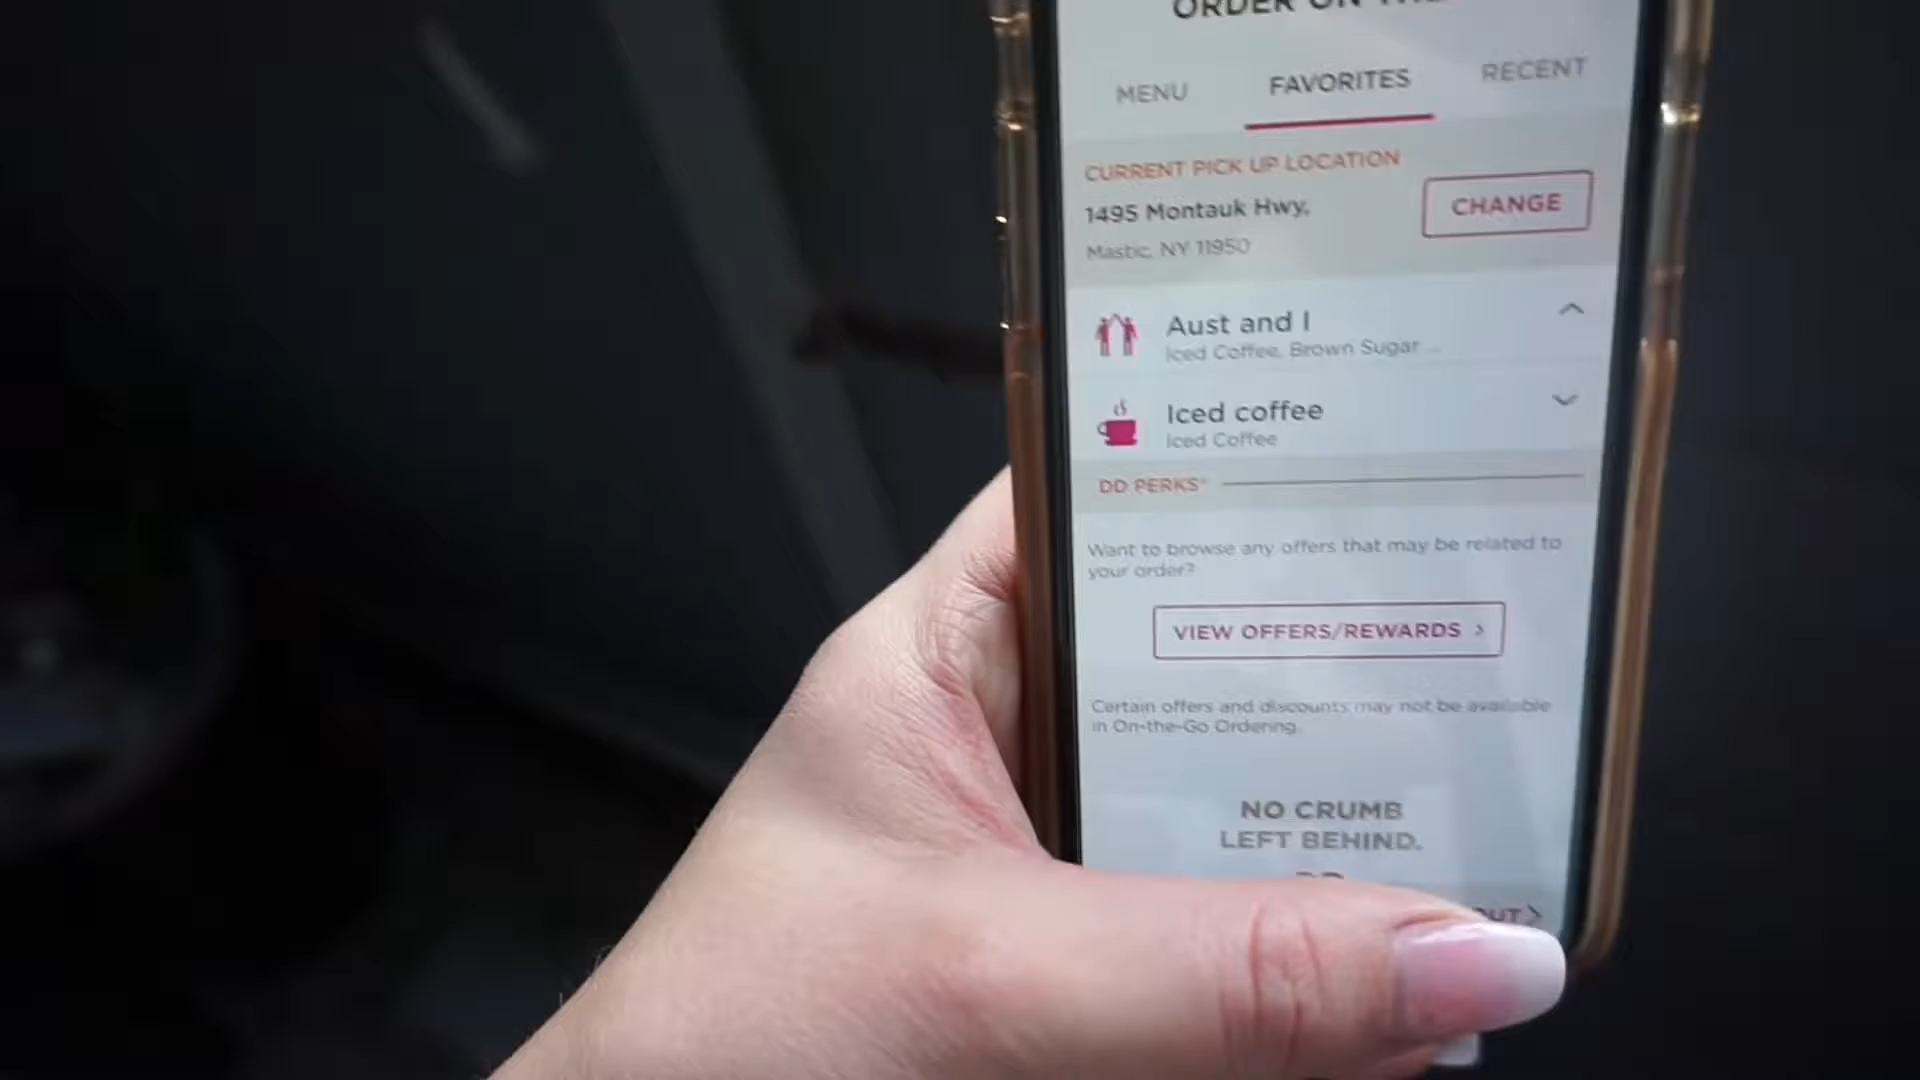 ORDER ON THE
MENU
FAVORITES
RECENT
CURRENT PICK UP LOCATION
1495 Montauk Hwy,
Mastic, NY 11950
CHANGE
Aust and I
Iced Coffee, Brown Sugar ...
Iced coffee
Iced Coffee
DD PERKS®
Want to browse any offers that may be related to
your order?
VIEW OFFERS/REWARDS >
Certain offers and discounts may not be available
in On-the-Go Ordering.
NO CRUMB
LEFT BEHIND.